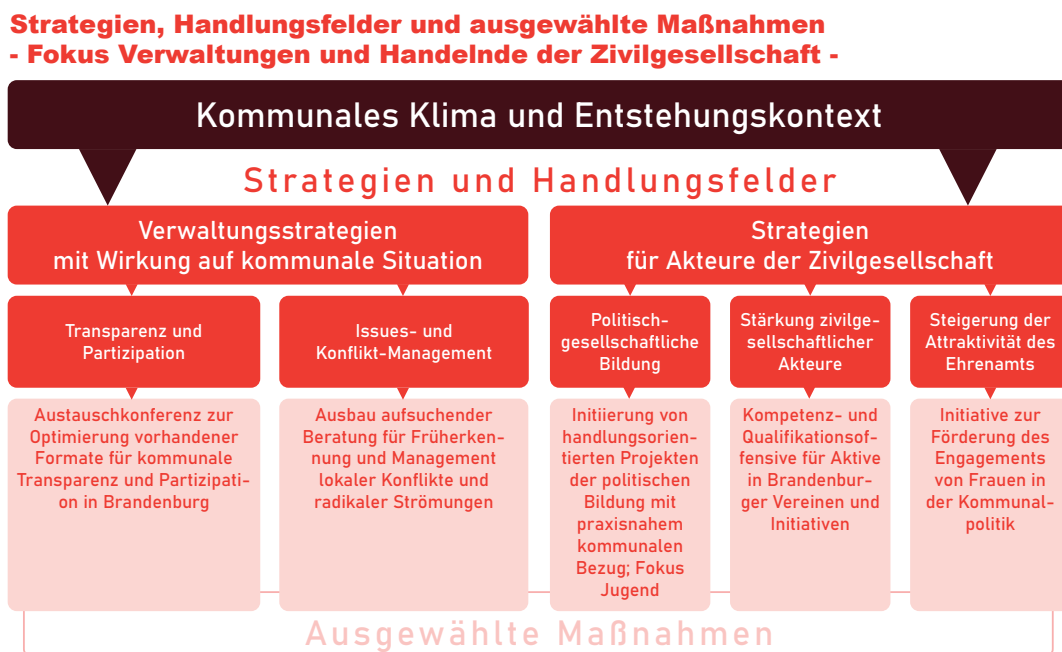 Strategien, Handlungsfelder und ausgewählte Maßnahmen
- Fokus Verwaltungen und Handelnde der Zivilgesellschaft -
Kommunales Klima und Entstehungskontext
Strategien und Handlungsfelder
Verwaltungsstrategien
mit Wirkung auf kommunale Situation
Strategien
für Akteure der Zivilgesellschaft
Transparenz und
Partizipation
Issues- und
Konflikt-Management
Politisch-
gesellschaftliche
Bildung
Stärkung zivilge-
sellschaftlicher
Akteure
Steigerung der
Attraktivität des
Ehrenamts
Austauschkonferenz zur
Optimierung vorhandener
Formate für kommunale
Transparenz und Partizipati-
on in Brandenburg
Ausbau aufsuchender
Beratung für Früherken-
nung und Management
lokaler Konflikte und
radikaler Strömungen
Initiierung von
handlungsorien-
tierten Projekten
der politischen
Bildung mit
praxisnahem
kommunalen
Bezug; Fokus
Jugend
Kompetenz- und
Qualifikationsof-
fensive für Aktive
in Brandenbur-
ger Vereinen und
Initiativen
Initiative zur
Förderung des
Engagements
von Frauen in
der Kommunal-
politik
Ausgewählte Maßnahmen